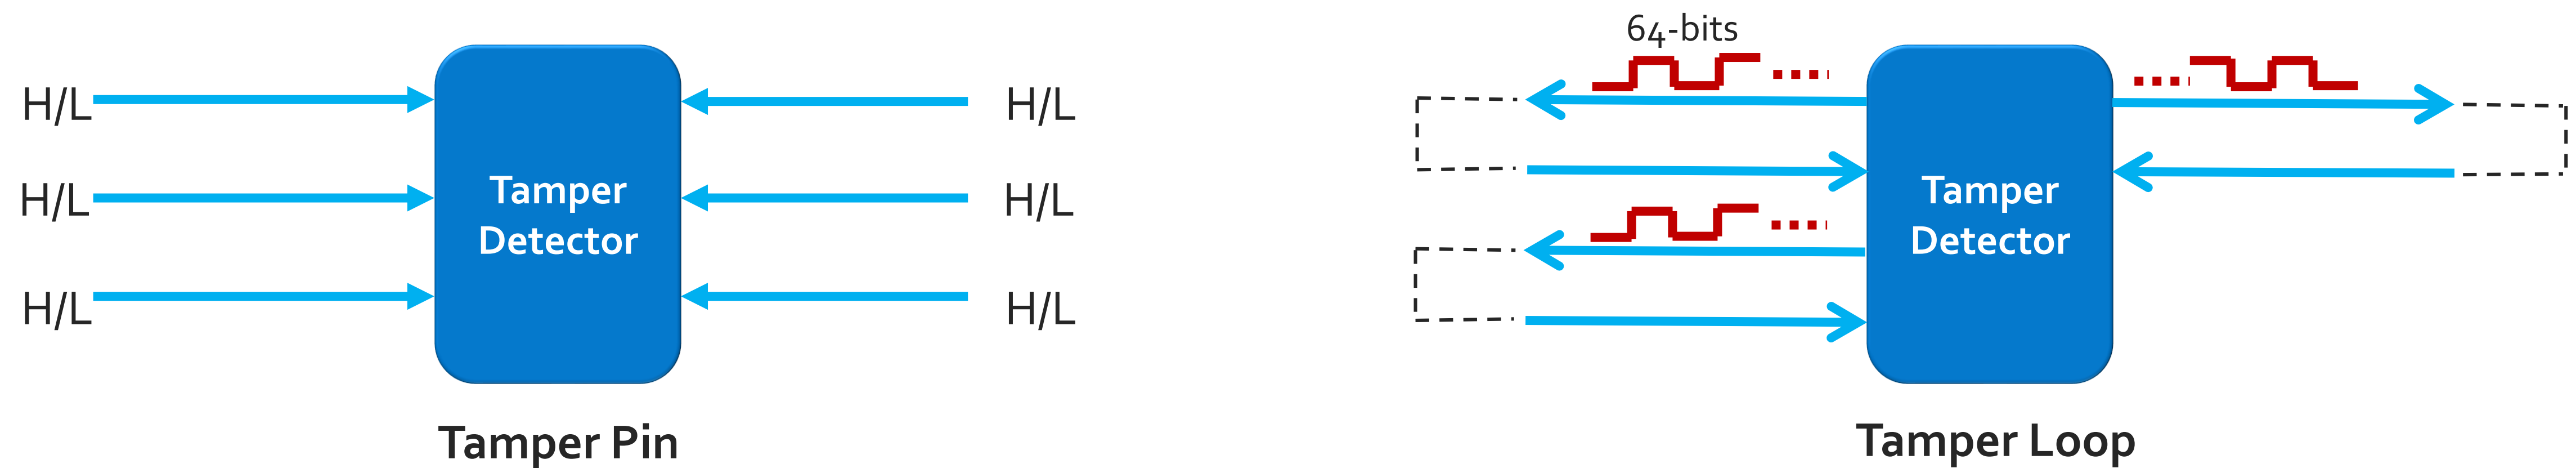 64-bits
H/L
H/L
H/L
H/L
H/L
H/L
Tamper
Detector
Tamper
Detector
Tamper Pin
Tamper Loop